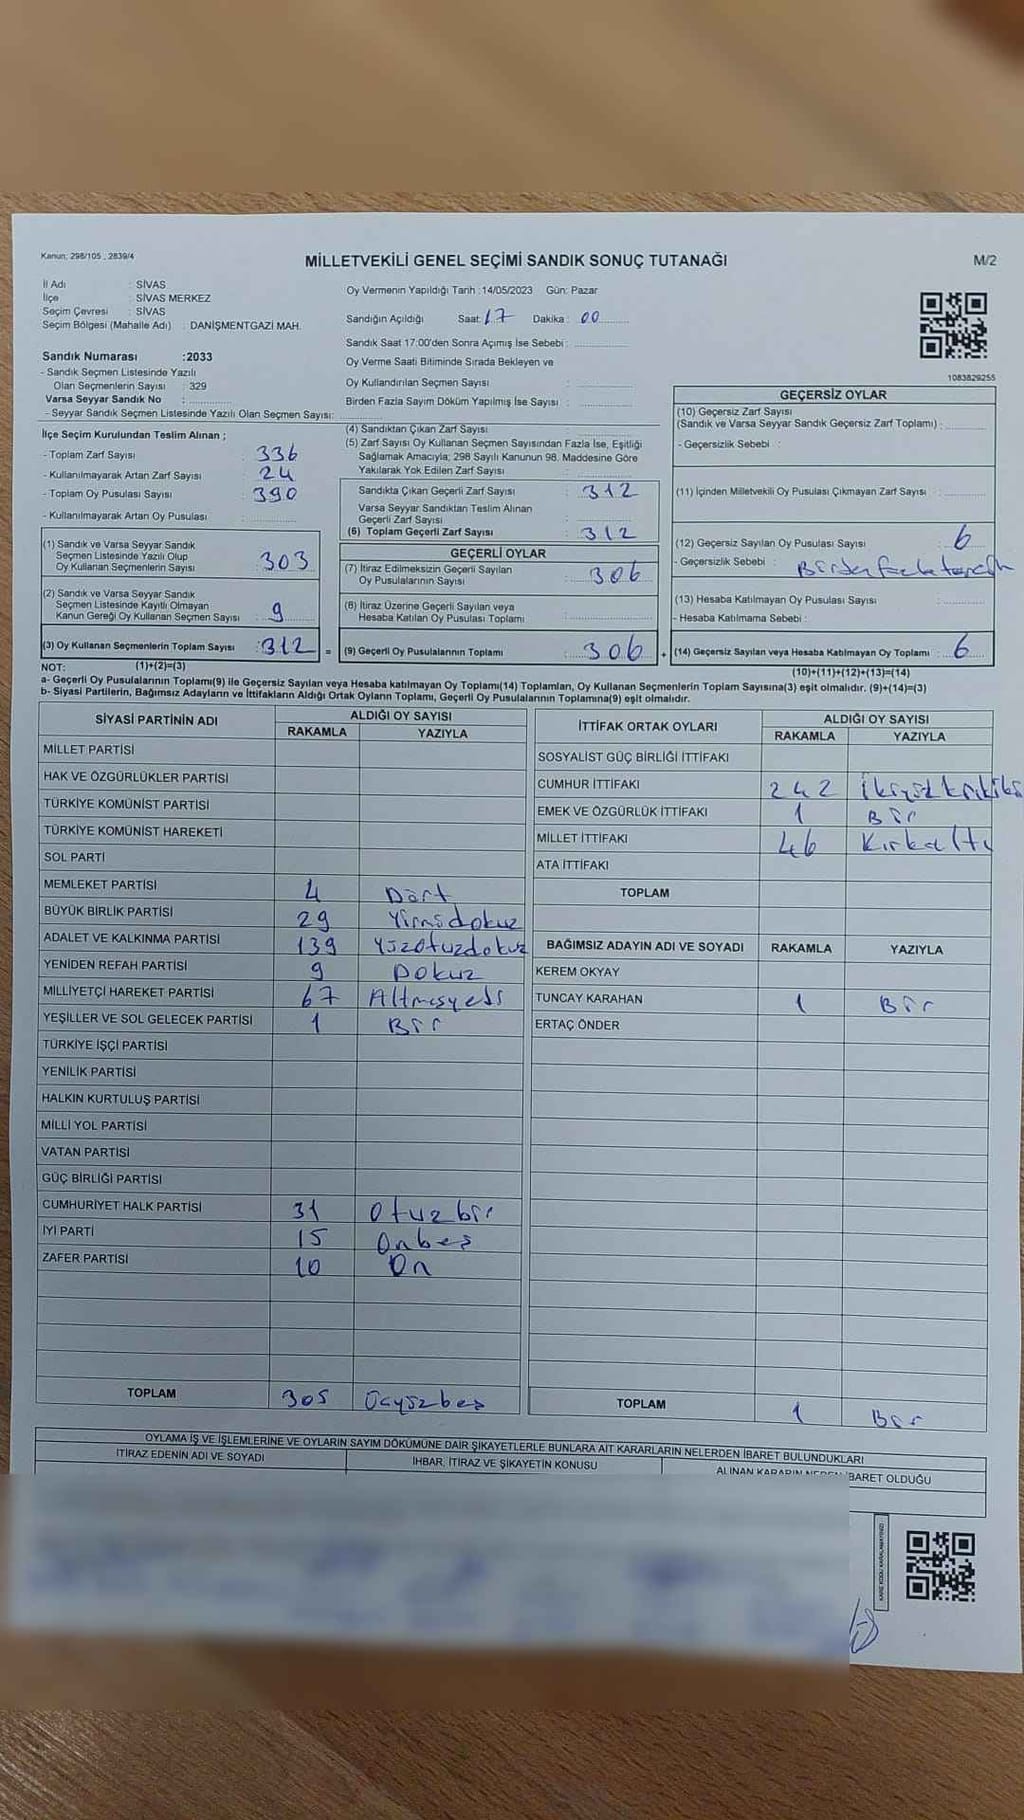 Kanun; 298/105 , 2839/4
MİLLETVEKİLİ GENEL SEÇİMİ SANDIK SONUÇ TUTANAĞI
M/2
İl Adı : SİVAS
İlçe : SİVAS MERKEZ
Seçim Çevresi : SİVAS
Seçim Bölgesi (Mahalle Adı) : DANİŞMENTGAZİ MAH.
Sandık Numarası :2033
- Sandık Seçmen Listesinde Yazılı
Olan Seçmenlerin Sayısı : 329
Varsa Seyyar Sandık No :
- Seyyar Sandık Seçmen Listesinde Yazılı Olan Seçmen Sayısı:
Oy Vermenin Yapıldığı Tarih :14/05/2023 Gün: Pazar
Sandığın Açıldığı Saat: 17 Dakika : 00
Sandık Saat 17:00'den Sonra Açımış İse Sebebi :
Oy Verme Saati Bitiminde Sırada Bekleyen ve
Oy Kullandırılan Seçmen Sayısı :
Birden Fazla Sayım Döküm Yapılmış İse Sayısı :
1083829255
İlçe Seçim Kurulundan Teslim Alınan ;
- Toplam Zarf Sayısı : 336
- Kullanılmayarak Artan Zarf Sayısı : 24
- Toplam Oy Pusulası Sayısı : 390
- Kullanılmayarak Artan Oy Pusulası :
(4) Sandıktan Çıkan Zarf Sayısı :
(5) Zarf Sayısı Oy Kullanan Seçmen Sayısından Fazla İse, Eşitliği
Sağlamak Amacıyla; 298 Sayılı Kanunun 98. Maddesine Göre
Yakılarak Yok Edilen Zarf Sayısı :
Sandıkta Çıkan Geçerli Zarf Sayısı : 312
Varsa Seyyar Sandıktan Teslim Alınan
Geçerli Zarf Sayısı :
(6) Toplam Geçerli Zarf Sayısı : 312
GEÇERSİZ OYLAR
(10) Geçersiz Zarf Sayısı
(Sandık ve Varsa Seyyar Sandık Geçersiz Zarf Toplamı) :
- Geçersizlik Sebebi :
(11) İçinden Milletvekili Oy Pusulası Çıkmayan Zarf Sayısı :
(12) Geçersiz Sayılan Oy Pusulası Sayısı : 6
- Geçersizlik Sebebi : Birden fazla
(13) Hesaba Katılmayan Oy Pusulası Sayısı :
- Hesaba Katılmama Sebebi :
(1) Sandık ve Varsa Seyyar Sandık
Seçmen Listesinde Yazılı Olup
Oy Kullanan Seçmenlerin Sayısı : 303
(2) Sandık ve Varsa Seyyar Sandık
Seçmen Listesinde Kayıtlı Olmayan
Kanun Gereği Oy Kullanan Seçmen Sayısı : 9
GEÇERLİ OYLAR
(7) İtiraz Edilmeksizin Geçerli Sayılan
Oy Pusulalarının Sayısı : 306
(8) İtiraz Üzerine Geçerli Sayılan veya
Hesaba Katılan Oy Pusulası Toplamı :
(3) Oy Kullanan Seçmenlerin Toplam Sayısı : 312 = (9) Geçerli Oy Pusulalarının Toplamı : 306 + (14) Geçersiz Sayılan veya Hesaba Katılmayan Oy Toplamı : 6
NOT: (1)+(2)=(3) (10)+(11)+(12)+(13)=(14)
a- Geçerli Oy Pusulalarının Toplamı(9) ile Geçersiz Sayılan veya Hesaba katılmayan Oy Toplamı(14) Toplamları, Oy Kullanan Seçmenlerin Toplam Sayısına(3) eşit olmalıdır. (9)+(14)=(3)
b- Siyasi Partilerin, Bağımsız Adayların ve İttifakların Aldığı Ortak Oyların Toplamı, Geçerli Oy Pusulalarının Toplamına(9) eşit olmalıdır.
SİYASİ PARTİNİN ADI ALDIĞI OY SAYISI
RAKAMLA YAZIYLA
MİLLET PARTİSİ
HAK VE ÖZGÜRLÜKLER PARTİSİ
TÜRKİYE KOMÜNİST PARTİSİ
TÜRKİYE KOMÜNİST HAREKETİ
SOL PARTİ
MEMLEKET PARTİSİ 4 Dört
BÜYÜK BİRLİK PARTİSİ 29 Yirmidokuz
ADALET VE KALKINMA PARTİSİ 139 Yüzotuzdokuz
YENİDEN REFAH PARTİSİ 9 Dokuz
MİLLİYETÇİ HAREKET PARTİSİ 67 Altmışyedi
YEŞİLLER VE SOL GELECEK PARTİSİ 1 Bir
TÜRKİYE İŞÇİ PARTİSİ
YENİLİK PARTİSİ
HALKIN KURTULUŞ PARTİSİ
MİLLİ YOL PARTİSİ
VATAN PARTİSİ
GÜÇ BİRLİĞİ PARTİSİ
CUMHURİYET HALK PARTİSİ 31 Otuzbir
İYİ PARTİ 15 Onbeş
ZAFER PARTİSİ 10 On
TOPLAM 305 Üçyüzbeş
İTTİFAK ORTAK OYLARI ALDIĞI OY SAYISI
RAKAMLA YAZIYLA
SOSYALİST GÜÇ BİRLİĞİ İTTİFAKI
CUMHUR İTTİFAKI 242 İkiyüzkırkiki
EMEK VE ÖZGÜRLÜK İTTİFAKI 1 Bir
MİLLET İTTİFAKI 46 Kırkaltı
ATA İTTİFAKI
TOPLAM
BAĞIMSIZ ADAYIN ADI VE SOYADI RAKAMLA YAZIYLA
KEREM OKYAY
TUNCAY KARAHAN 1 Bir
ERTAÇ ÖNDER
TOPLAM 1 Bir
OYLAMA İŞ VE İŞLEMLERİNE VE OYLARIN SAYIM DÖKÜMÜNE DAİR ŞİKAYETLERLE BUNLARA AİT KARARLARIN NELERDEN İBARET BULUNDUKLARI
İTİRAZ EDENİN ADI VE SOYADI İHBAR, İTİRAZ VE ŞİKAYETİN KONUSU ALINAN KARARIN NEDEN İBARET OLDUĞU